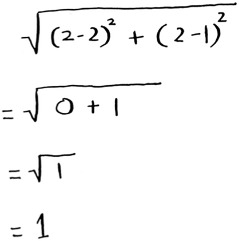 √((2-2)² + (2-1)²)
= √(0 + 1)
= √1
= 1